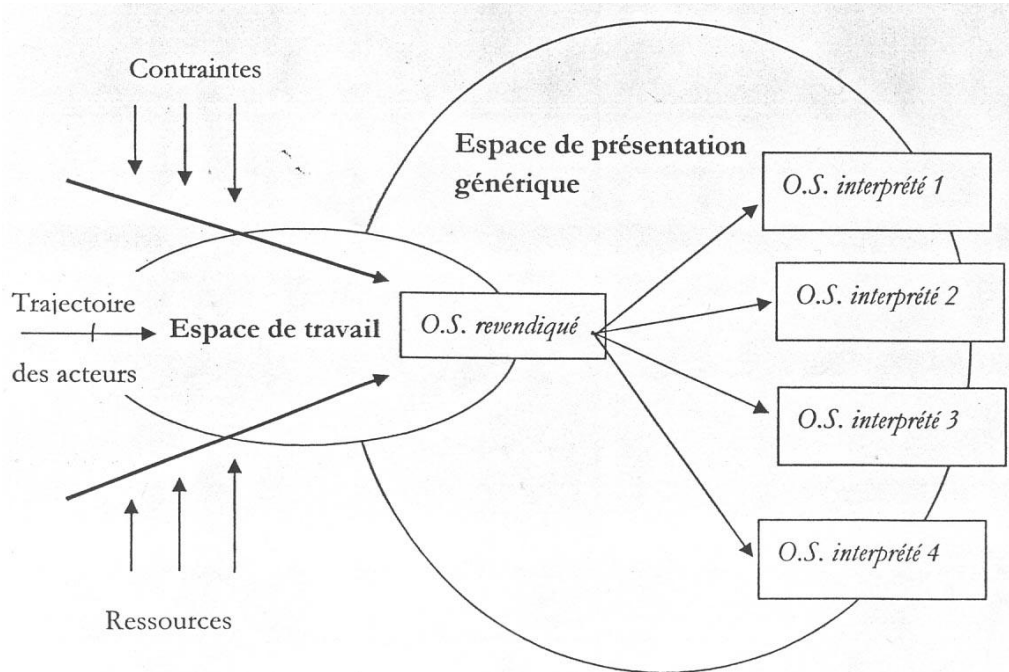 Contraintes
Espace de présentation
générique
O.S. interprété 1
Trajectoire
des acteurs
Espace de travail
O.S. revendiqué
O.S. interprété 2
O.S. interprété 3
O.S. interprété 4
Ressources